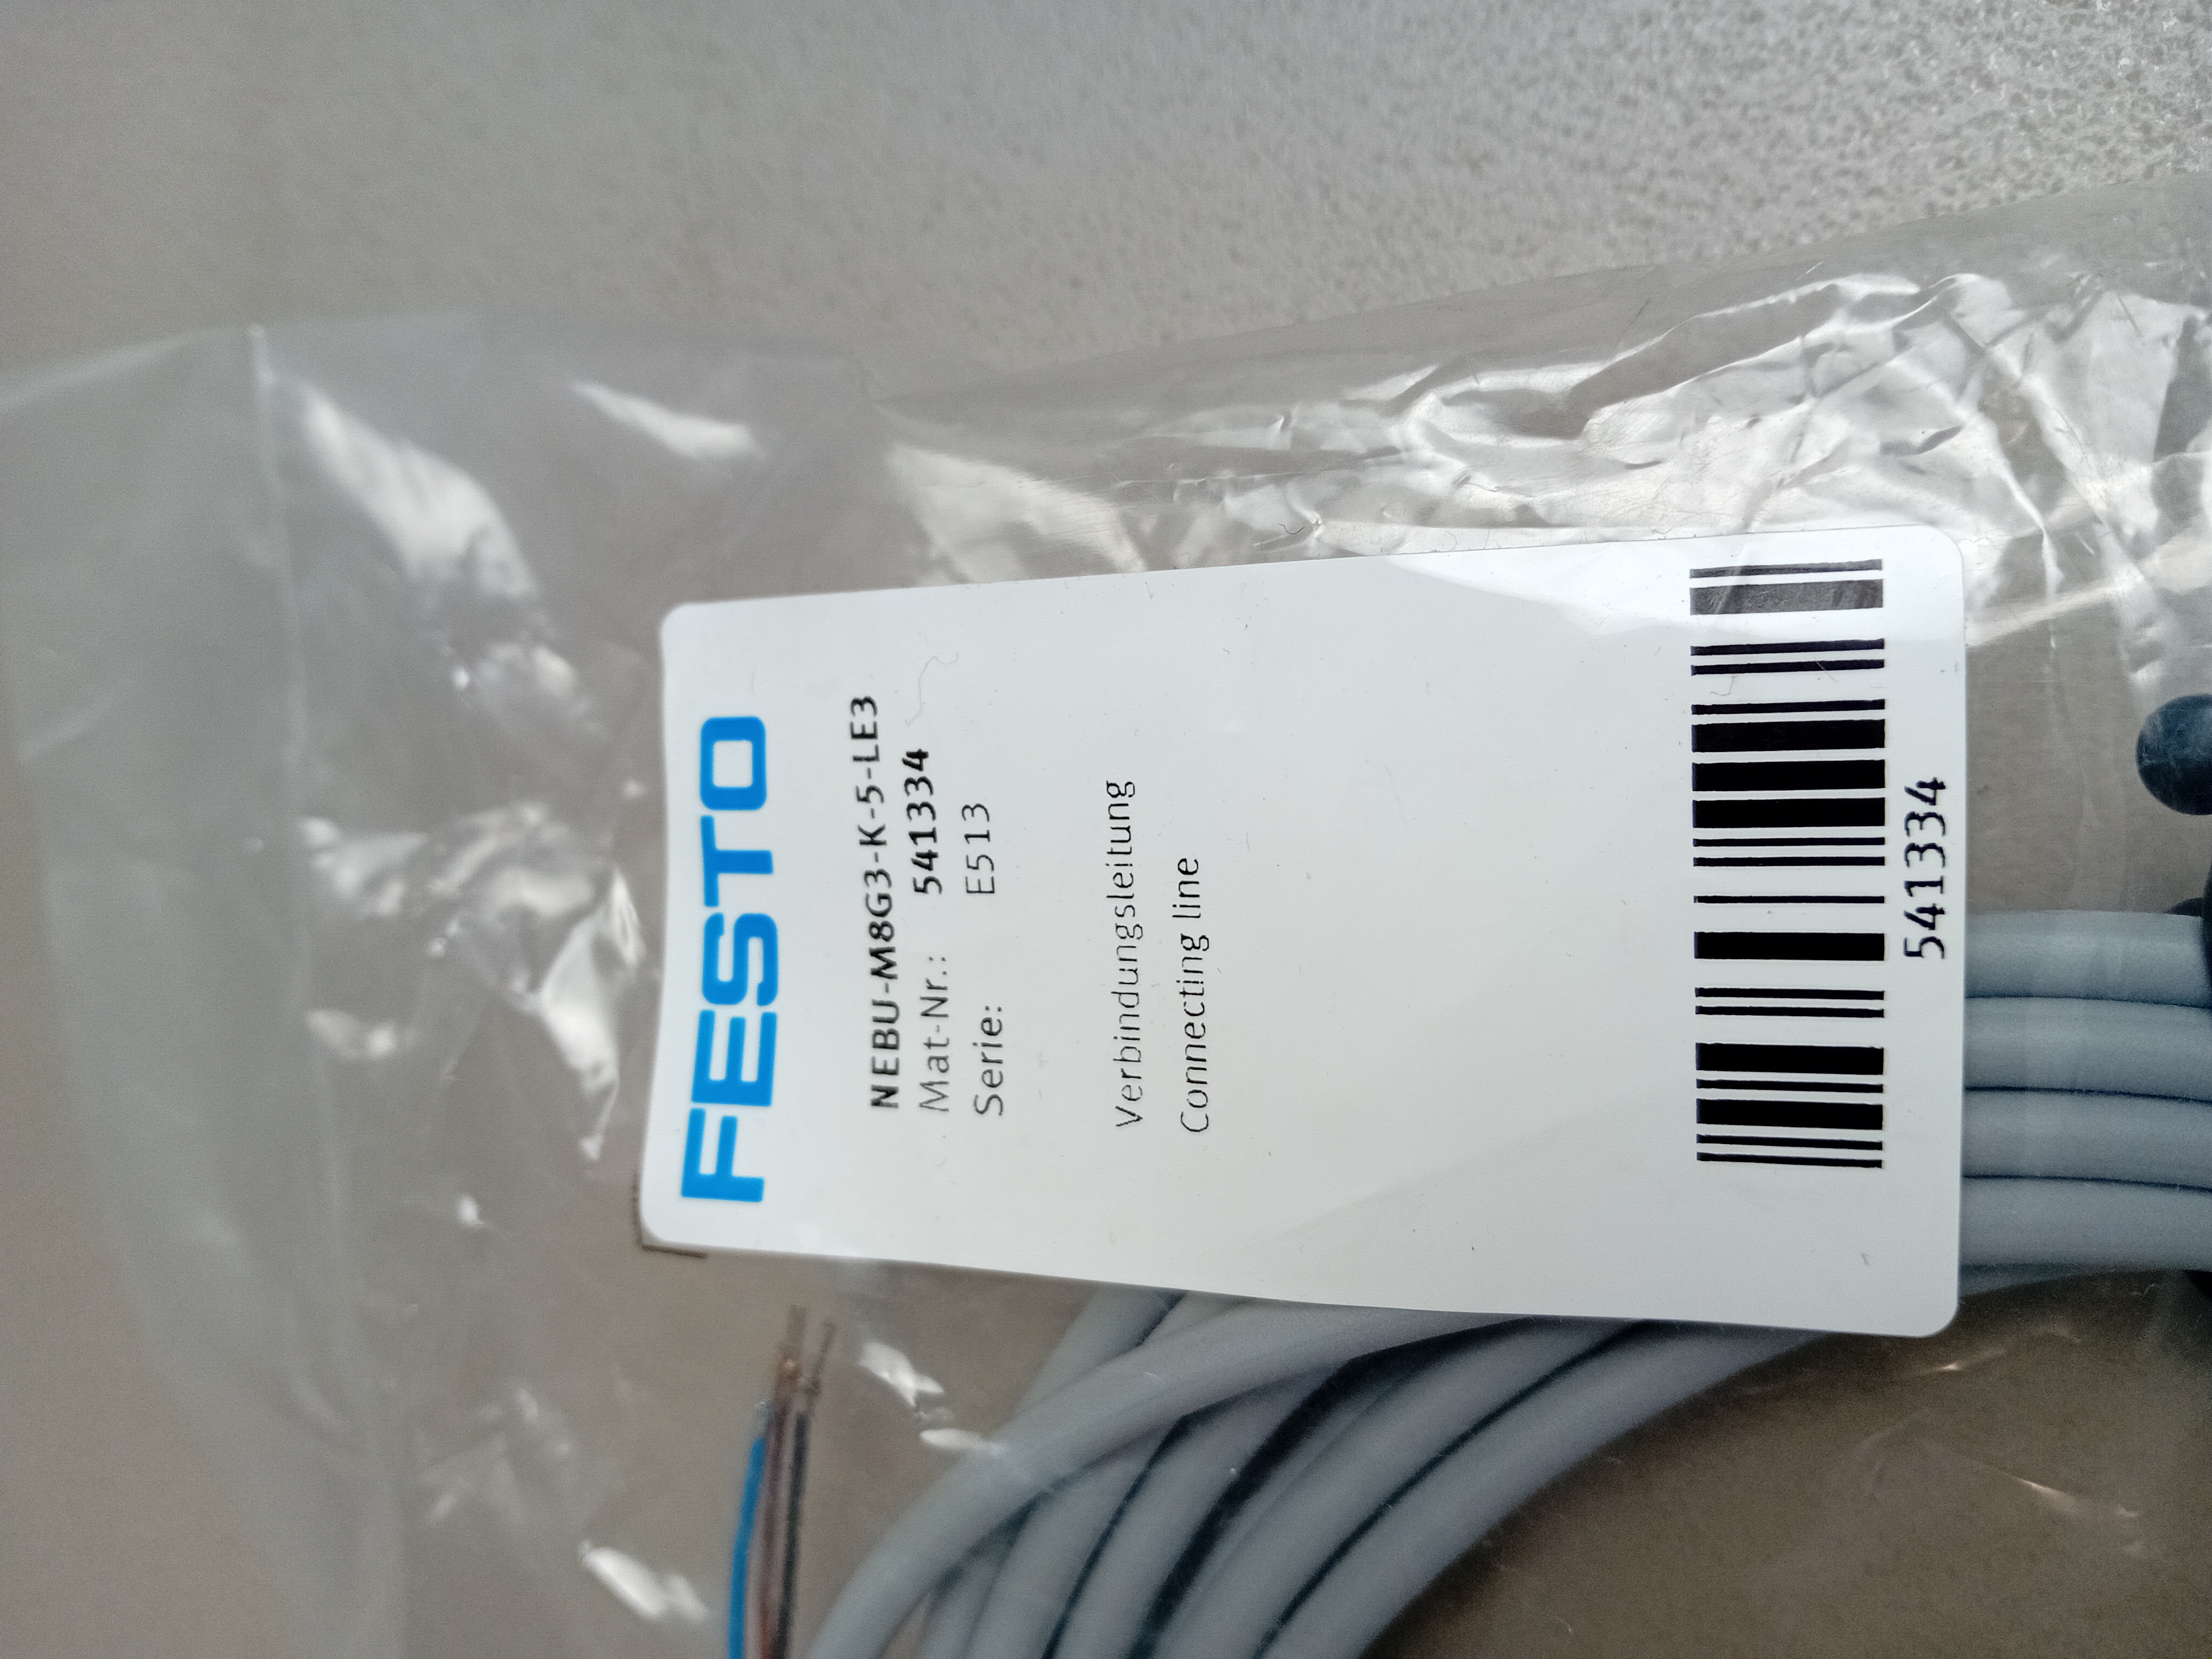 FESTO
NEBU-M8G3-K-5-LE3
Mat-Nr.: 541334
Serie: E513
Verbindungsleitung
Connecting line
541334